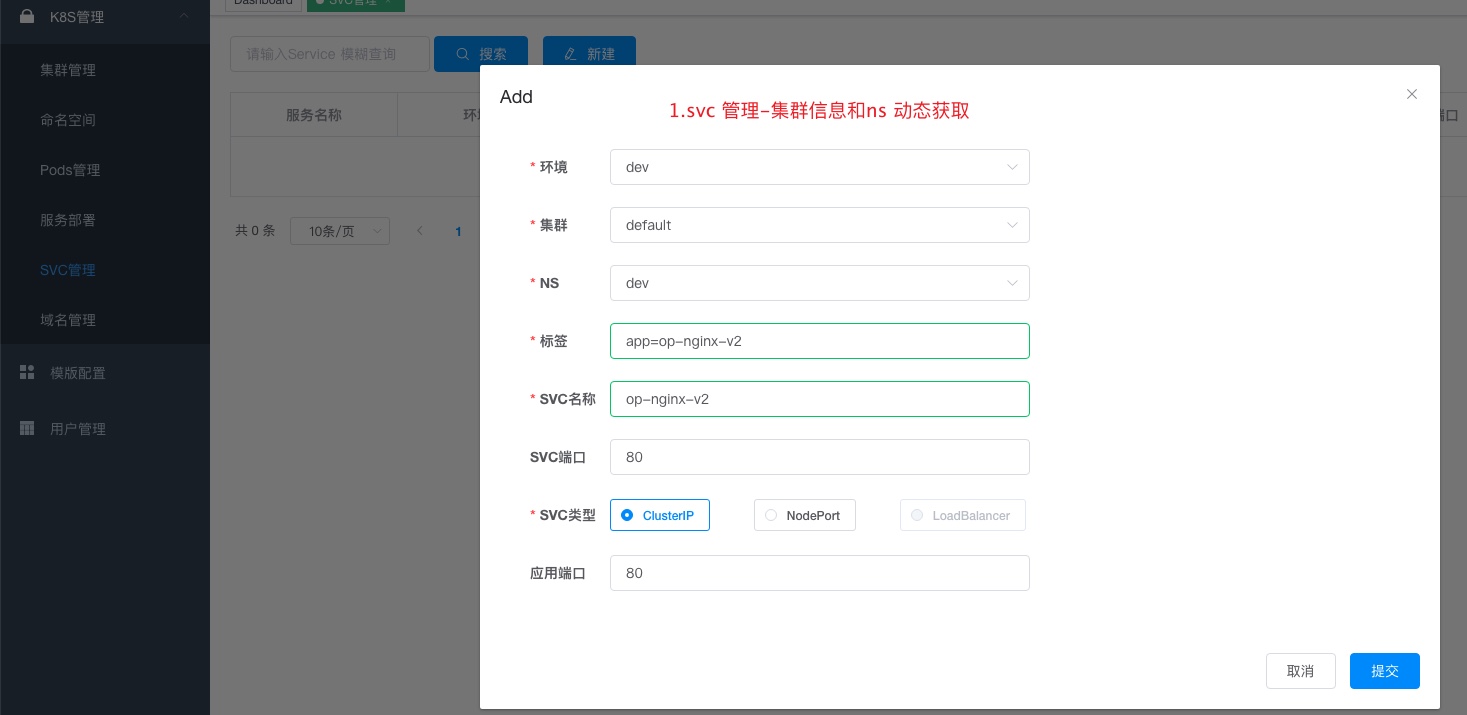 K8S管理
Dashboard
SVC管理 ×
集群管理
命名空间
Pods管理
服务部署
SVC管理
域名管理
模版配置
用户管理
请输入Service 模糊查询
搜索
新建
服务名称
共 0 条
10条/页
1
Add
1.svc 管理-集群信息和ns 动态获取
* 环境
dev
* 集群
default
* NS
dev
* 标签
app=op-nginx-v2
* SVC名称
op-nginx-v2
SVC端口
80
* SVC类型
ClusterIP
NodePort
LoadBalancer
应用端口
80
取消
提交